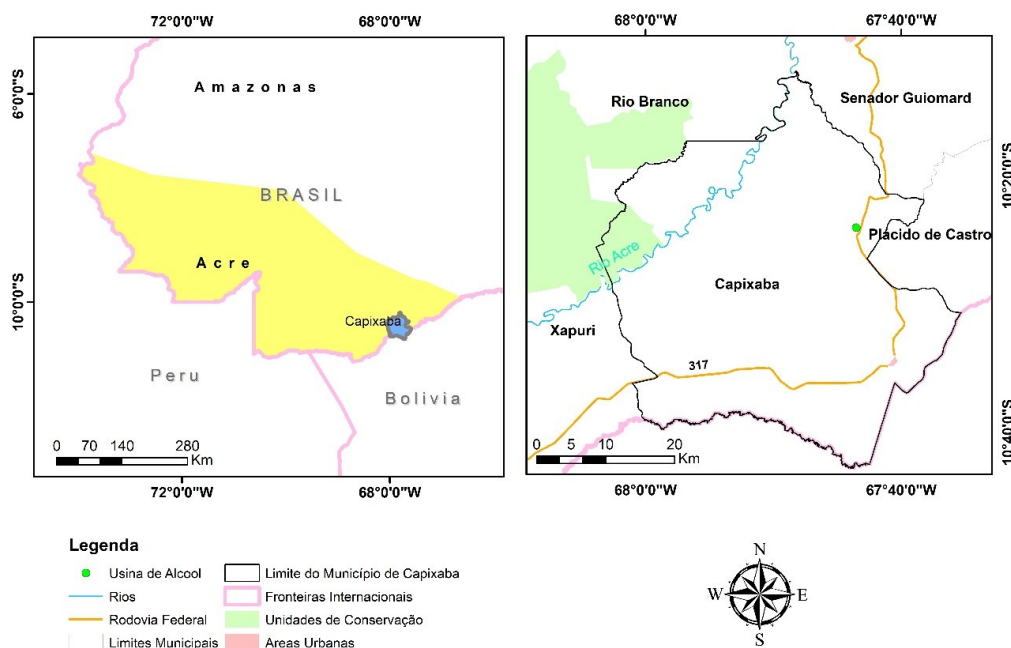 72°0'0"W
68°0'0"W
6°0'0"S
10°0'0"S
Amazonas
BRASIL
Acre
Capixaba
Peru
Bolivia
0 70 140 280
Km
72°0'0"W
68°0'0"W
68°0'0"W
67°40'0"W
Rio Branco
Senador Guiomard
10°20'0"S
Plácido de Castro
Rio Acre
Capixaba
Xapuri
317
10°40'0"S
0 5 10 20
Km
68°0'0"W
67°40'0"W
Legenda
Usina de Alcool
Rios
Rodovia Federal
Limites Municipais
Limite do Município de Capixaba
Fronteiras Internacionais
Unidades de Conservação
Areas Urbanas
N
W
E
S